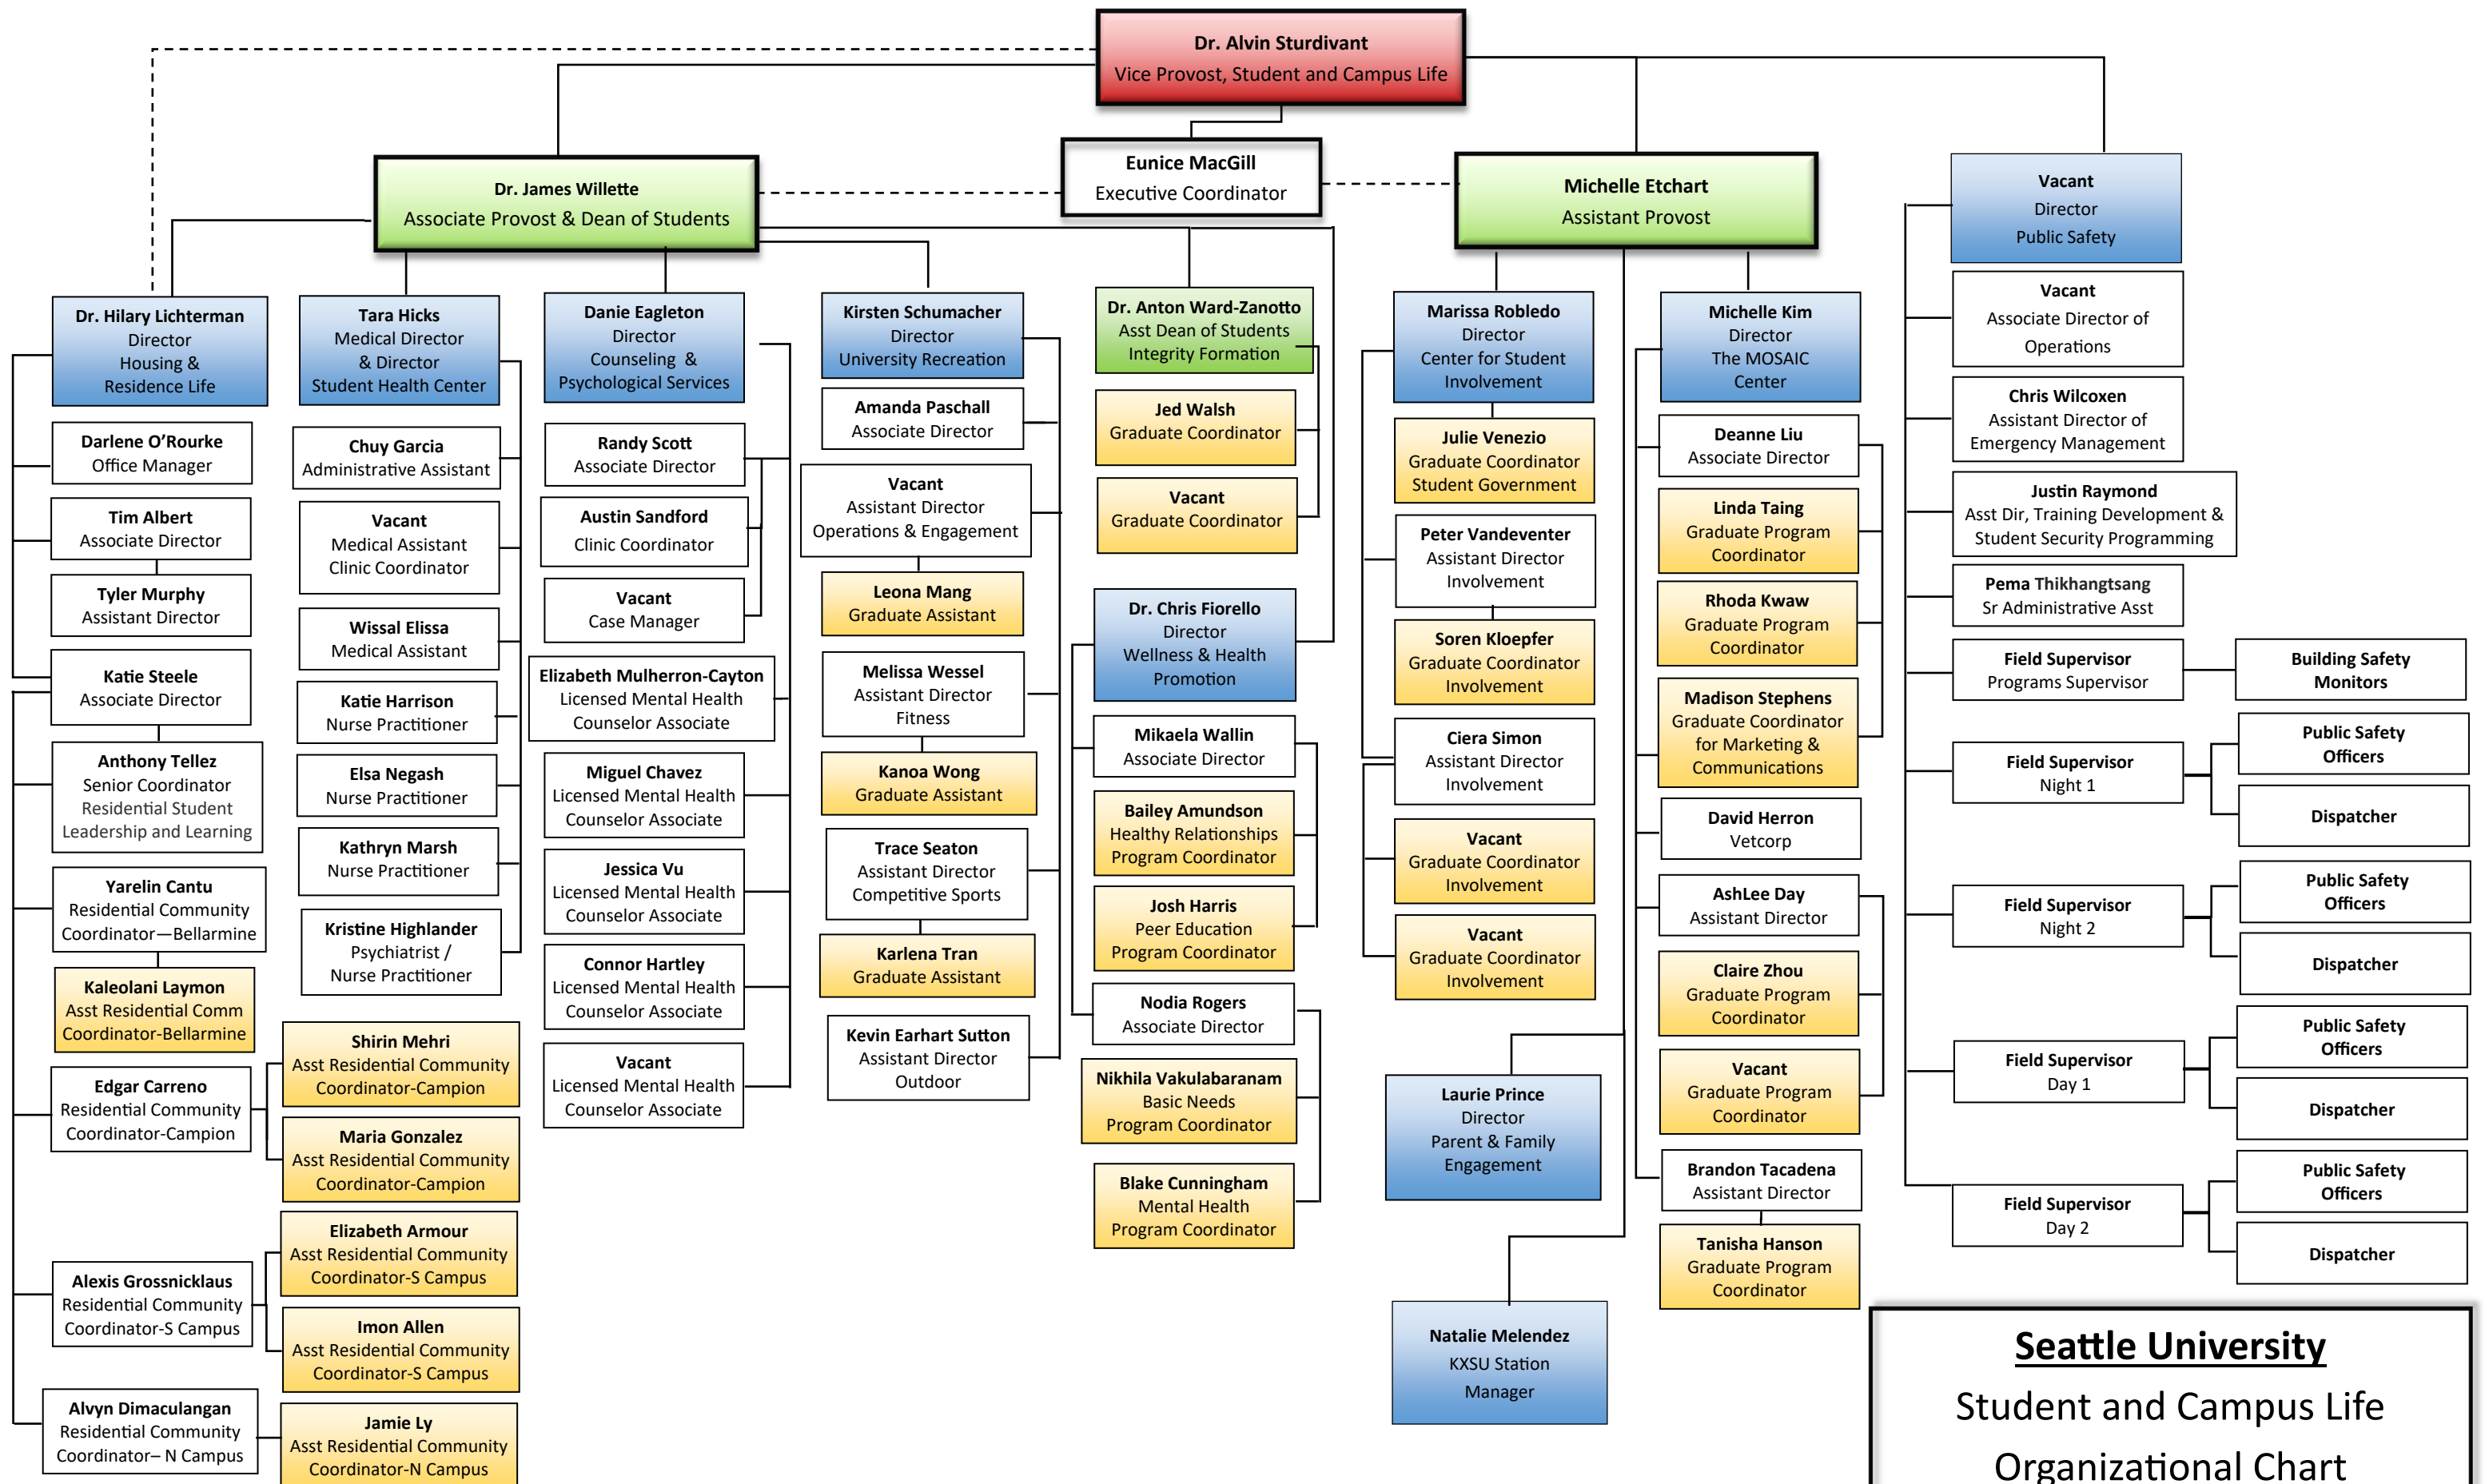 Dr. Alvin Sturdivant
Vice Provost, Student and Campus Life
Eunice MacGill
Executive Coordinator
Dr. James Willette
Associate Provost & Dean of Students
Michelle Etchart
Assistant Provost
Vacant
Director
Public Safety
Dr. Hilary Lichterman
Director
Housing &
Residence Life
Darlene O’Rourke
Office Manager
Tim Albert
Associate Director
Tyler Murphy
Assistant Director
Katie Steele
Associate Director
Anthony Tellez
Senior Coordinator
Residential Student
Leadership and Learning
Yarelin Cantu
Residential Community
Coordinator—Bellarmine
Kaleolani Laymon
Asst Residential Comm
Coordinator-Bellarmine
Edgar Carreno
Residential Community
Coordinator-Campion
Shirin Mehri
Asst Residential Community
Coordinator-Campion
Maria Gonzalez
Asst Residential Community
Coordinator-Campion
Alexis Grossnicklaus
Residential Community
Coordinator-S Campus
Elizabeth Armour
Asst Residential Community
Coordinator-S Campus
Imon Allen
Asst Residential Community
Coordinator-S Campus
Alvyn Dimaculangan
Residential Community
Coordinator– N Campus
Jamie Ly
Asst Residential Community
Coordinator-N Campus
Tara Hicks
Medical Director
& Director
Student Health Center
Chuy Garcia
Administrative Assistant
Vacant
Medical Assistant
Clinic Coordinator
Wissal Elissa
Medical Assistant
Katie Harrison
Nurse Practitioner
Elsa Negash
Nurse Practitioner
Kathryn Marsh
Nurse Practitioner
Kristine Highlander
Psychiatrist /
Nurse Practitioner
Danie Eagleton
Director
Counseling &
Psychological Services
Randy Scott
Associate Director
Austin Sandford
Clinic Coordinator
Vacant
Case Manager
Elizabeth Mulherron-Cayton
Licensed Mental Health
Counselor Associate
Miguel Chavez
Licensed Mental Health
Counselor Associate
Jessica Vu
Licensed Mental Health
Counselor Associate
Connor Hartley
Licensed Mental Health
Counselor Associate
Vacant
Licensed Mental Health
Counselor Associate
Kirsten Schumacher
Director
University Recreation
Amanda Paschall
Associate Director
Vacant
Assistant Director
Operations & Engagement
Leona Mang
Graduate Assistant
Melissa Wessel
Assistant Director
Fitness
Kanoa Wong
Graduate Assistant
Trace Seaton
Assistant Director
Competitive Sports
Karlena Tran
Graduate Assistant
Kevin Earhart Sutton
Assistant Director
Outdoor
Dr. Anton Ward-Zanotto
Asst Dean of Students
Integrity Formation
Jed Walsh
Graduate Coordinator
Vacant
Graduate Coordinator
Dr. Chris Fiorello
Director
Wellness & Health
Promotion
Mikaela Wallin
Associate Director
Bailey Amundson
Healthy Relationships
Program Coordinator
Josh Harris
Peer Education
Program Coordinator
Nodia Rogers
Associate Director
Nikhila Vakulabaranam
Basic Needs
Program Coordinator
Blake Cunningham
Mental Health
Program Coordinator
Marissa Robledo
Director
Center for Student
Involvement
Julie Venezio
Graduate Coordinator
Student Government
Peter Vandeventer
Assistant Director
Involvement
Soren Kloepfer
Graduate Coordinator
Involvement
Ciera Simon
Assistant Director
Involvement
Vacant
Graduate Coordinator
Involvement
Vacant
Graduate Coordinator
Involvement
Laurie Prince
Director
Parent & Family
Engagement
Natalie Melendez
KXSU Station
Manager
Michelle Kim
Director
The MOSAIC
Center
Deanne Liu
Associate Director
Linda Taing
Graduate Program
Coordinator
Rhoda Kwaw
Graduate Program
Coordinator
Madison Stephens
Graduate Coordinator
for Marketing &
Communications
David Herron
Vetcorp
AshLee Day
Assistant Director
Claire Zhou
Graduate Program
Coordinator
Vacant
Graduate Program
Coordinator
Brandon Tacadena
Assistant Director
Tanisha Hanson
Graduate Program
Coordinator
Vacant
Associate Director of
Operations
Chris Wilcoxen
Assistant Director of
Emergency Management
Justin Raymond
Asst Dir, Training Development &
Student Security Programming
Pema Thikhangtsang
Sr Administrative Asst
Field Supervisor
Programs Supervisor
Building Safety
Monitors
Field Supervisor
Night 1
Public Safety
Officers
Dispatcher
Field Supervisor
Night 2
Public Safety
Officers
Dispatcher
Field Supervisor
Day 1
Public Safety
Officers
Dispatcher
Field Supervisor
Day 2
Public Safety
Officers
Dispatcher
Seattle University
Student and Campus Life
Organizational Chart